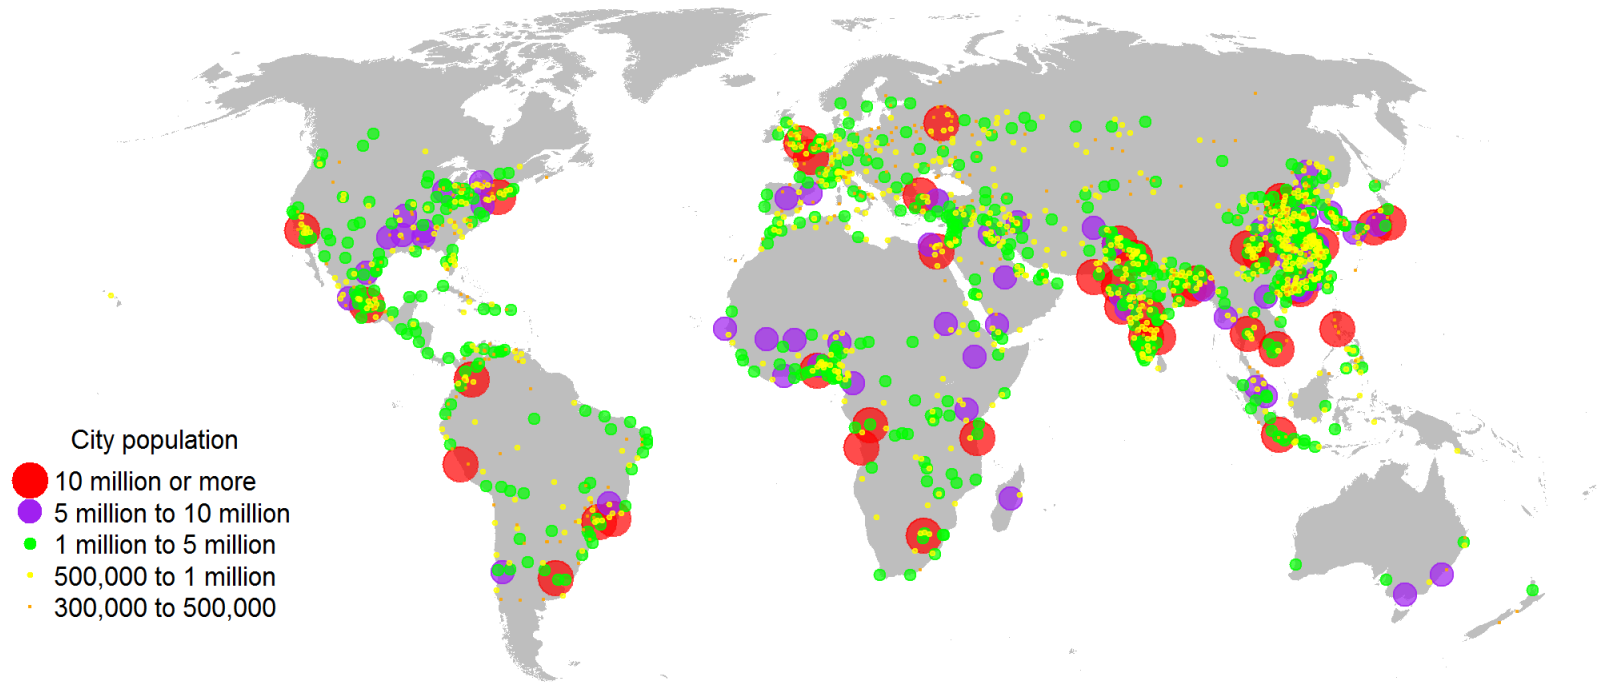 City population
10 million or more
5 million to 10 million
1 million to 5 million
500,000 to 1 million
300,000 to 500,000